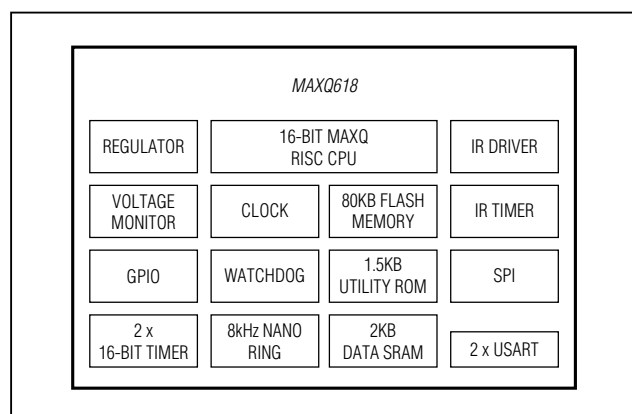 MAXQ618
REGULATOR
16-BIT MAXQ
RISC CPU
IR DRIVER
VOLTAGE
MONITOR
CLOCK
80KB FLASH
MEMORY
IR TIMER
GPIO
WATCHDOG
1.5KB
UTILITY ROM
SPI
2 x
16-BIT TIMER
8kHz NANO
RING
2KB
DATA SRAM
2 x USART